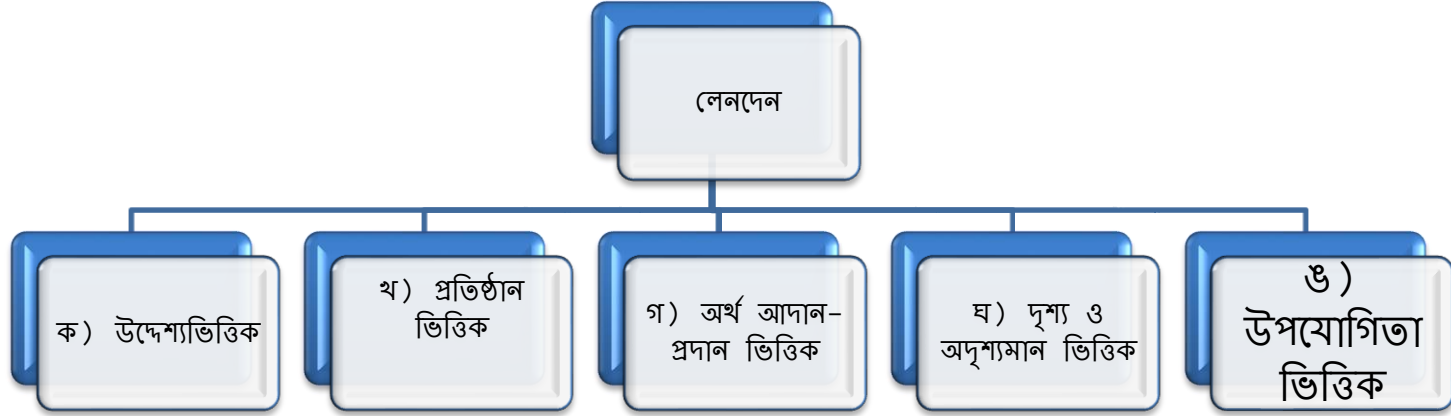 লেনদেন
ক) উদ্দেশ্যভিত্তিক
খ) প্রতিষ্ঠান
ভিত্তিক
গ) অর্থ আদান-
প্রদান ভিত্তিক
ঘ) দৃশ্য ও
অদৃশ্যমান ভিত্তিক
ঙ)
উপযোগিতা
ভিত্তিক